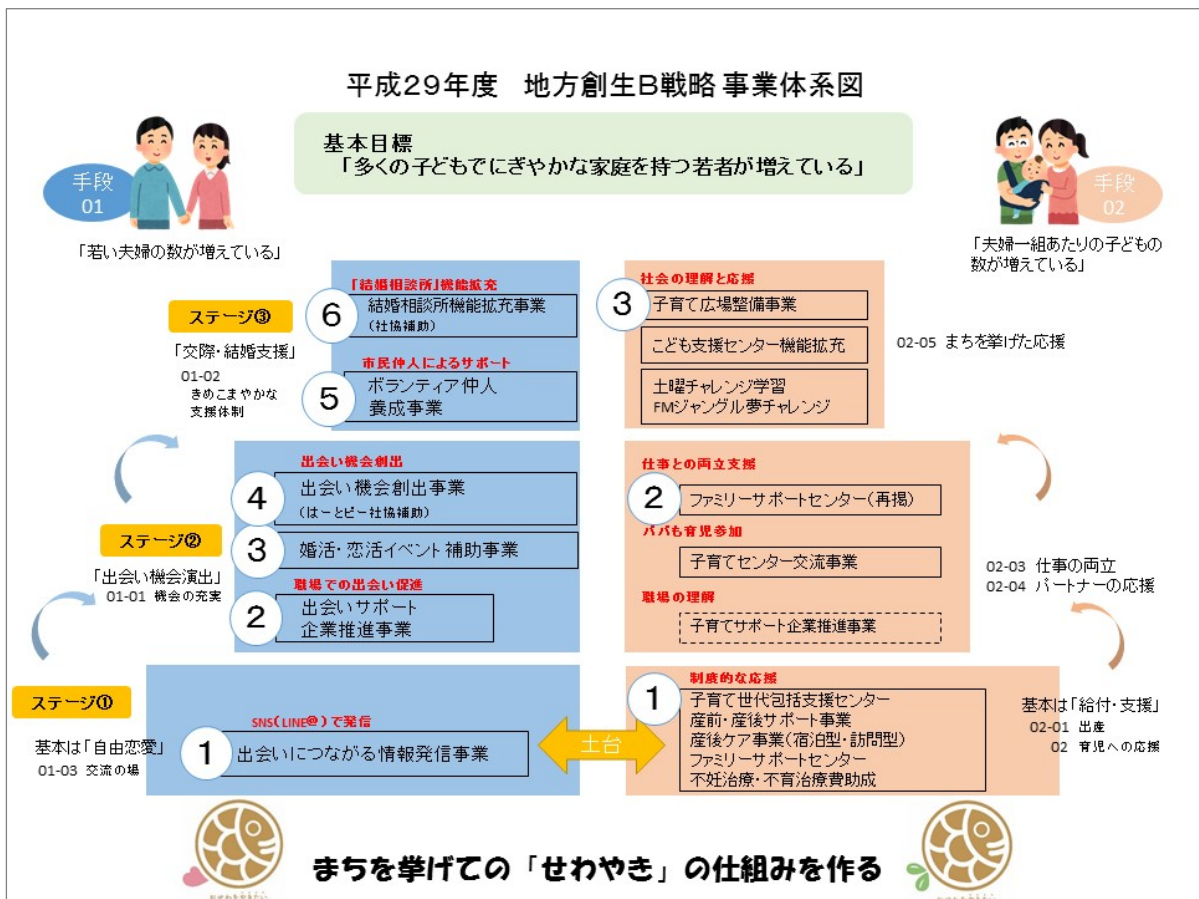 平成29年度 地方創生B戦略 事業体系図
基本目標
「多くの子どもでにぎやかな家庭を持つ若者が増えている」
手段
01
「若い夫婦の数が増えている」
手段
02
「夫婦一組あたりの子どもの
数が増えている」
ステージ③
「交際・結婚支援」
01-02
きめこまやかな
支援体制
「結婚相談所」機能拡充
6
結婚相談所機能拡充事業
(社協補助)
市民仲人によるサポート
5
ボランティア仲人
養成事業
社会の理解と応援
3
子育て広場整備事業
こども支援センター機能拡充
土曜チャレンジ学習
FMジャングル夢チャレンジ
02-05 まちを挙げた応援
ステージ②
「出会い機会演出」
01-01 機会の充実
出会い機会創出
4
出会い機会創出事業
(はーとピー社協補助)
3
婚活・恋活イベント補助事業
職場での出会い促進
2
出会いサポート
企業推進事業
仕事との両立支援
2
ファミリーサポートセンター(再掲)
パパも育児参加
子育てセンター交流事業
職場の理解
子育てサポート企業推進事業
02-03 仕事の両立
02-04 パートナーの応援
ステージ①
基本は「自由恋愛」
01-03 交流の場
SNS(LINE@)で発信
1
出会いにつながる情報発信事業
土台
制度的な応援
1
子育て世代包括支援センター
産前・産後サポート事業
産後ケア事業(宿泊型・訪問型)
ファミリーサポートセンター
不妊治療・不育治療費助成
基本は「給付・支援」
02-01 出産
02 育児への応援
まちを挙げての「せわやき」の仕組みを作る